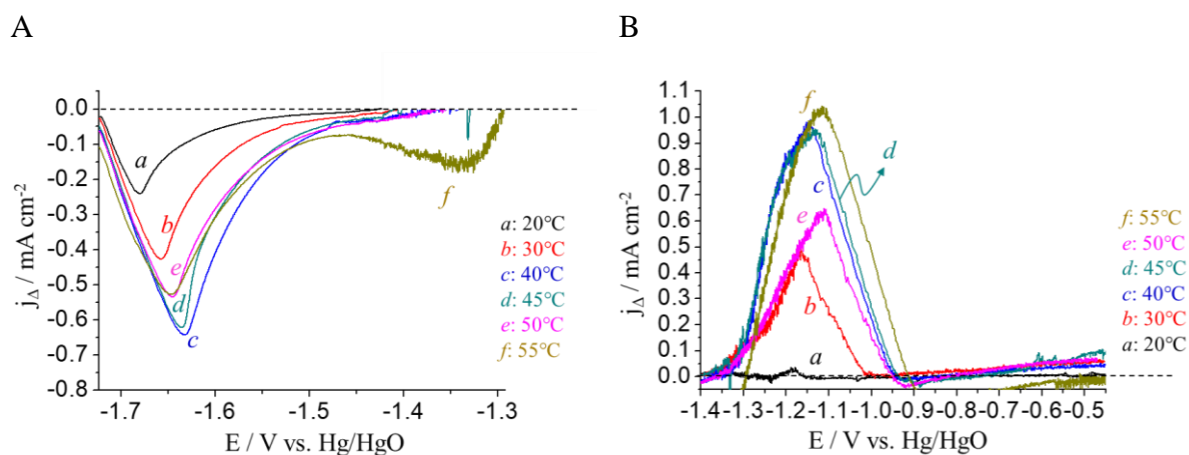 A
0.0
-0.1
-0.2
-0.3
-0.4
-0.5
-0.6
-0.7
-0.8
j△ / mA cm⁻²
a
b
e
d
c
f
a: 20℃
b: 30℃
c: 40℃
d: 45℃
e: 50℃
f: 55℃
-1.7 -1.6 -1.5 -1.4 -1.3
E / V vs. Hg/HgO
B
1.1
1.0
0.9
0.8
0.7
0.6
0.5
0.4
0.3
0.2
0.1
0.0
j△ / mA cm⁻²
f
d
c
e
b
a
f: 55℃
e: 50℃
d: 45℃
c: 40℃
b: 30℃
a: 20℃
-1.4 -1.3 -1.2 -1.1 -1.0 -0.9 -0.8 -0.7 -0.6 -0.5
E / V vs. Hg/HgO